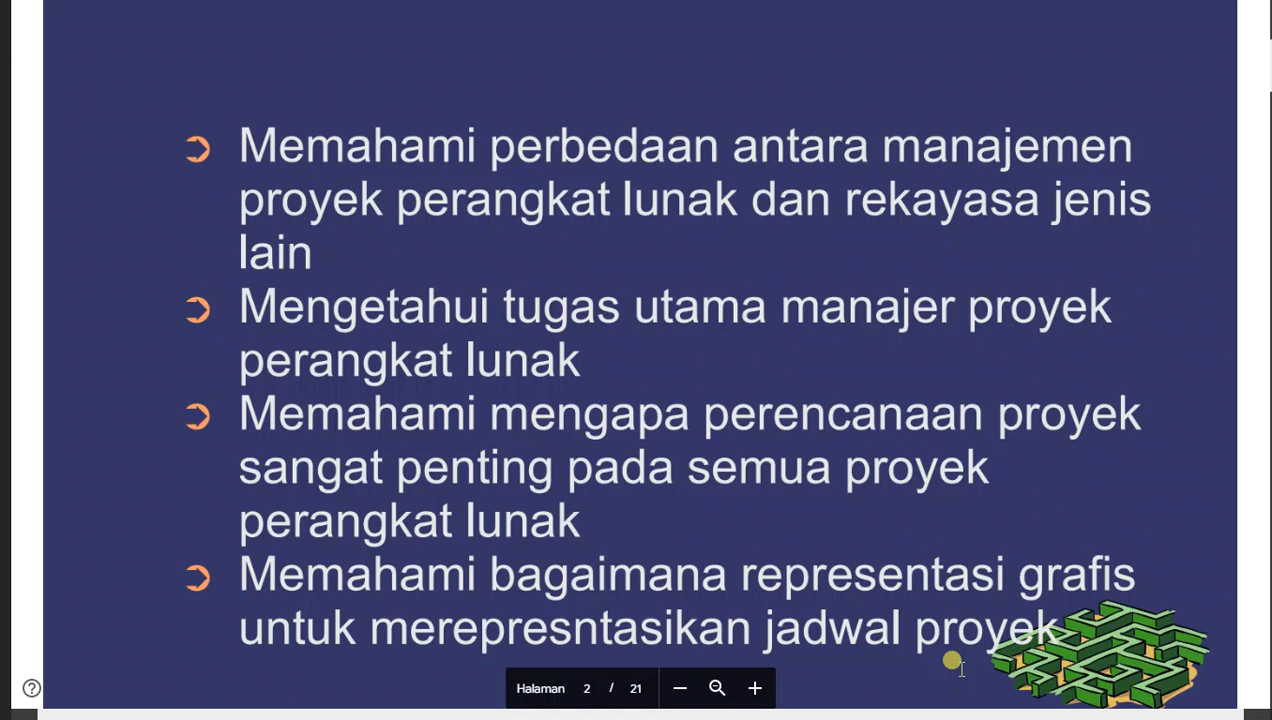 Memahami perbedaan antara manajemen
proyek perangkat lunak dan rekayasa jenis
lain
Mengetahui tugas utama manajer proyek
perangkat lunak
Memahami mengapa perencanaan proyek
sangat penting pada semua proyek
perangkat lunak
Memahami bagaimana representasi grafis
untuk merepresntasikan jadwal proyek
Halaman 2 / 21